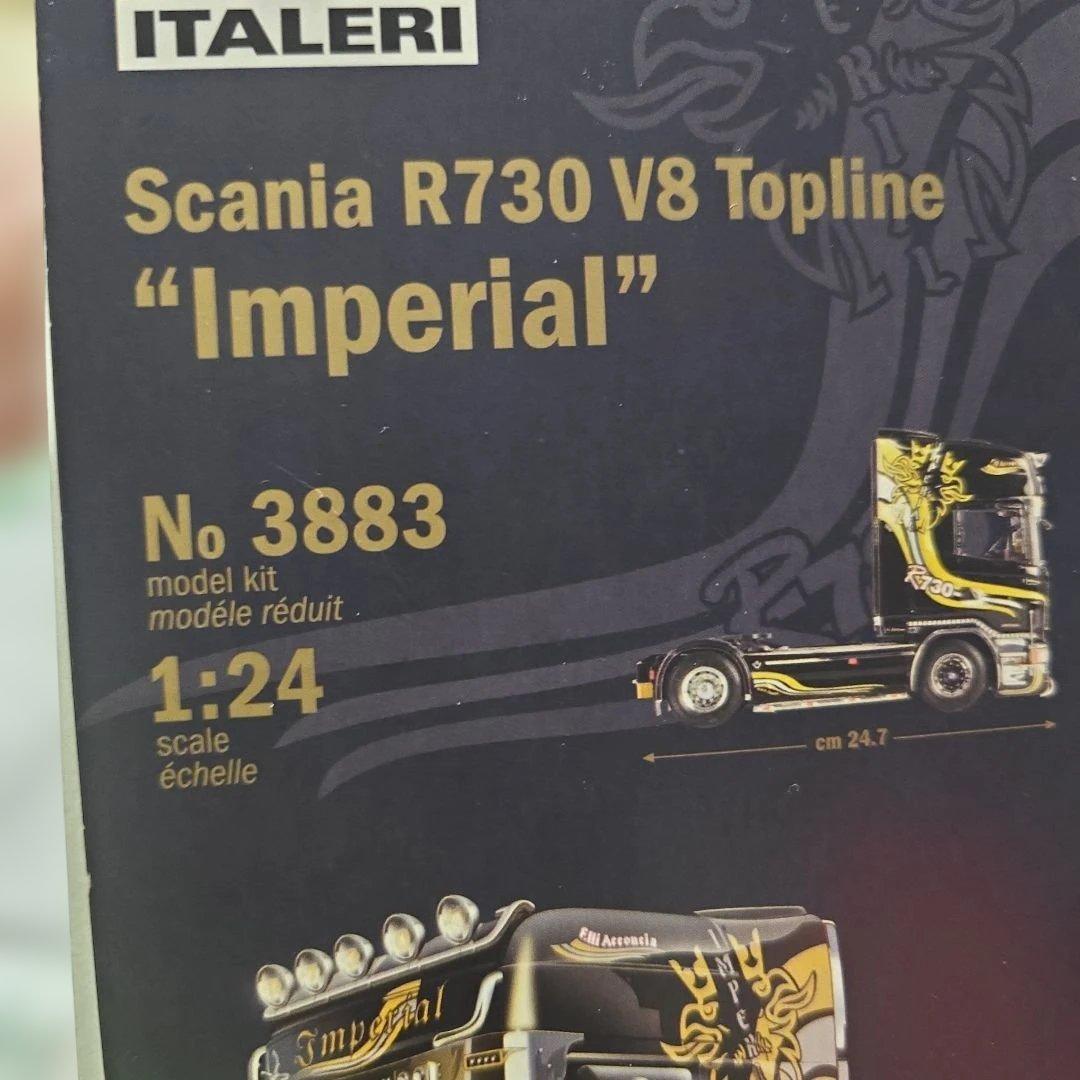 ITALERI
Scania R730 V8 Topline
"Imperial"
No 3883
model kit
modéle réduit
1:24
scale
échelle
R730
cm 24.7
Elli Acconcia
Imperial